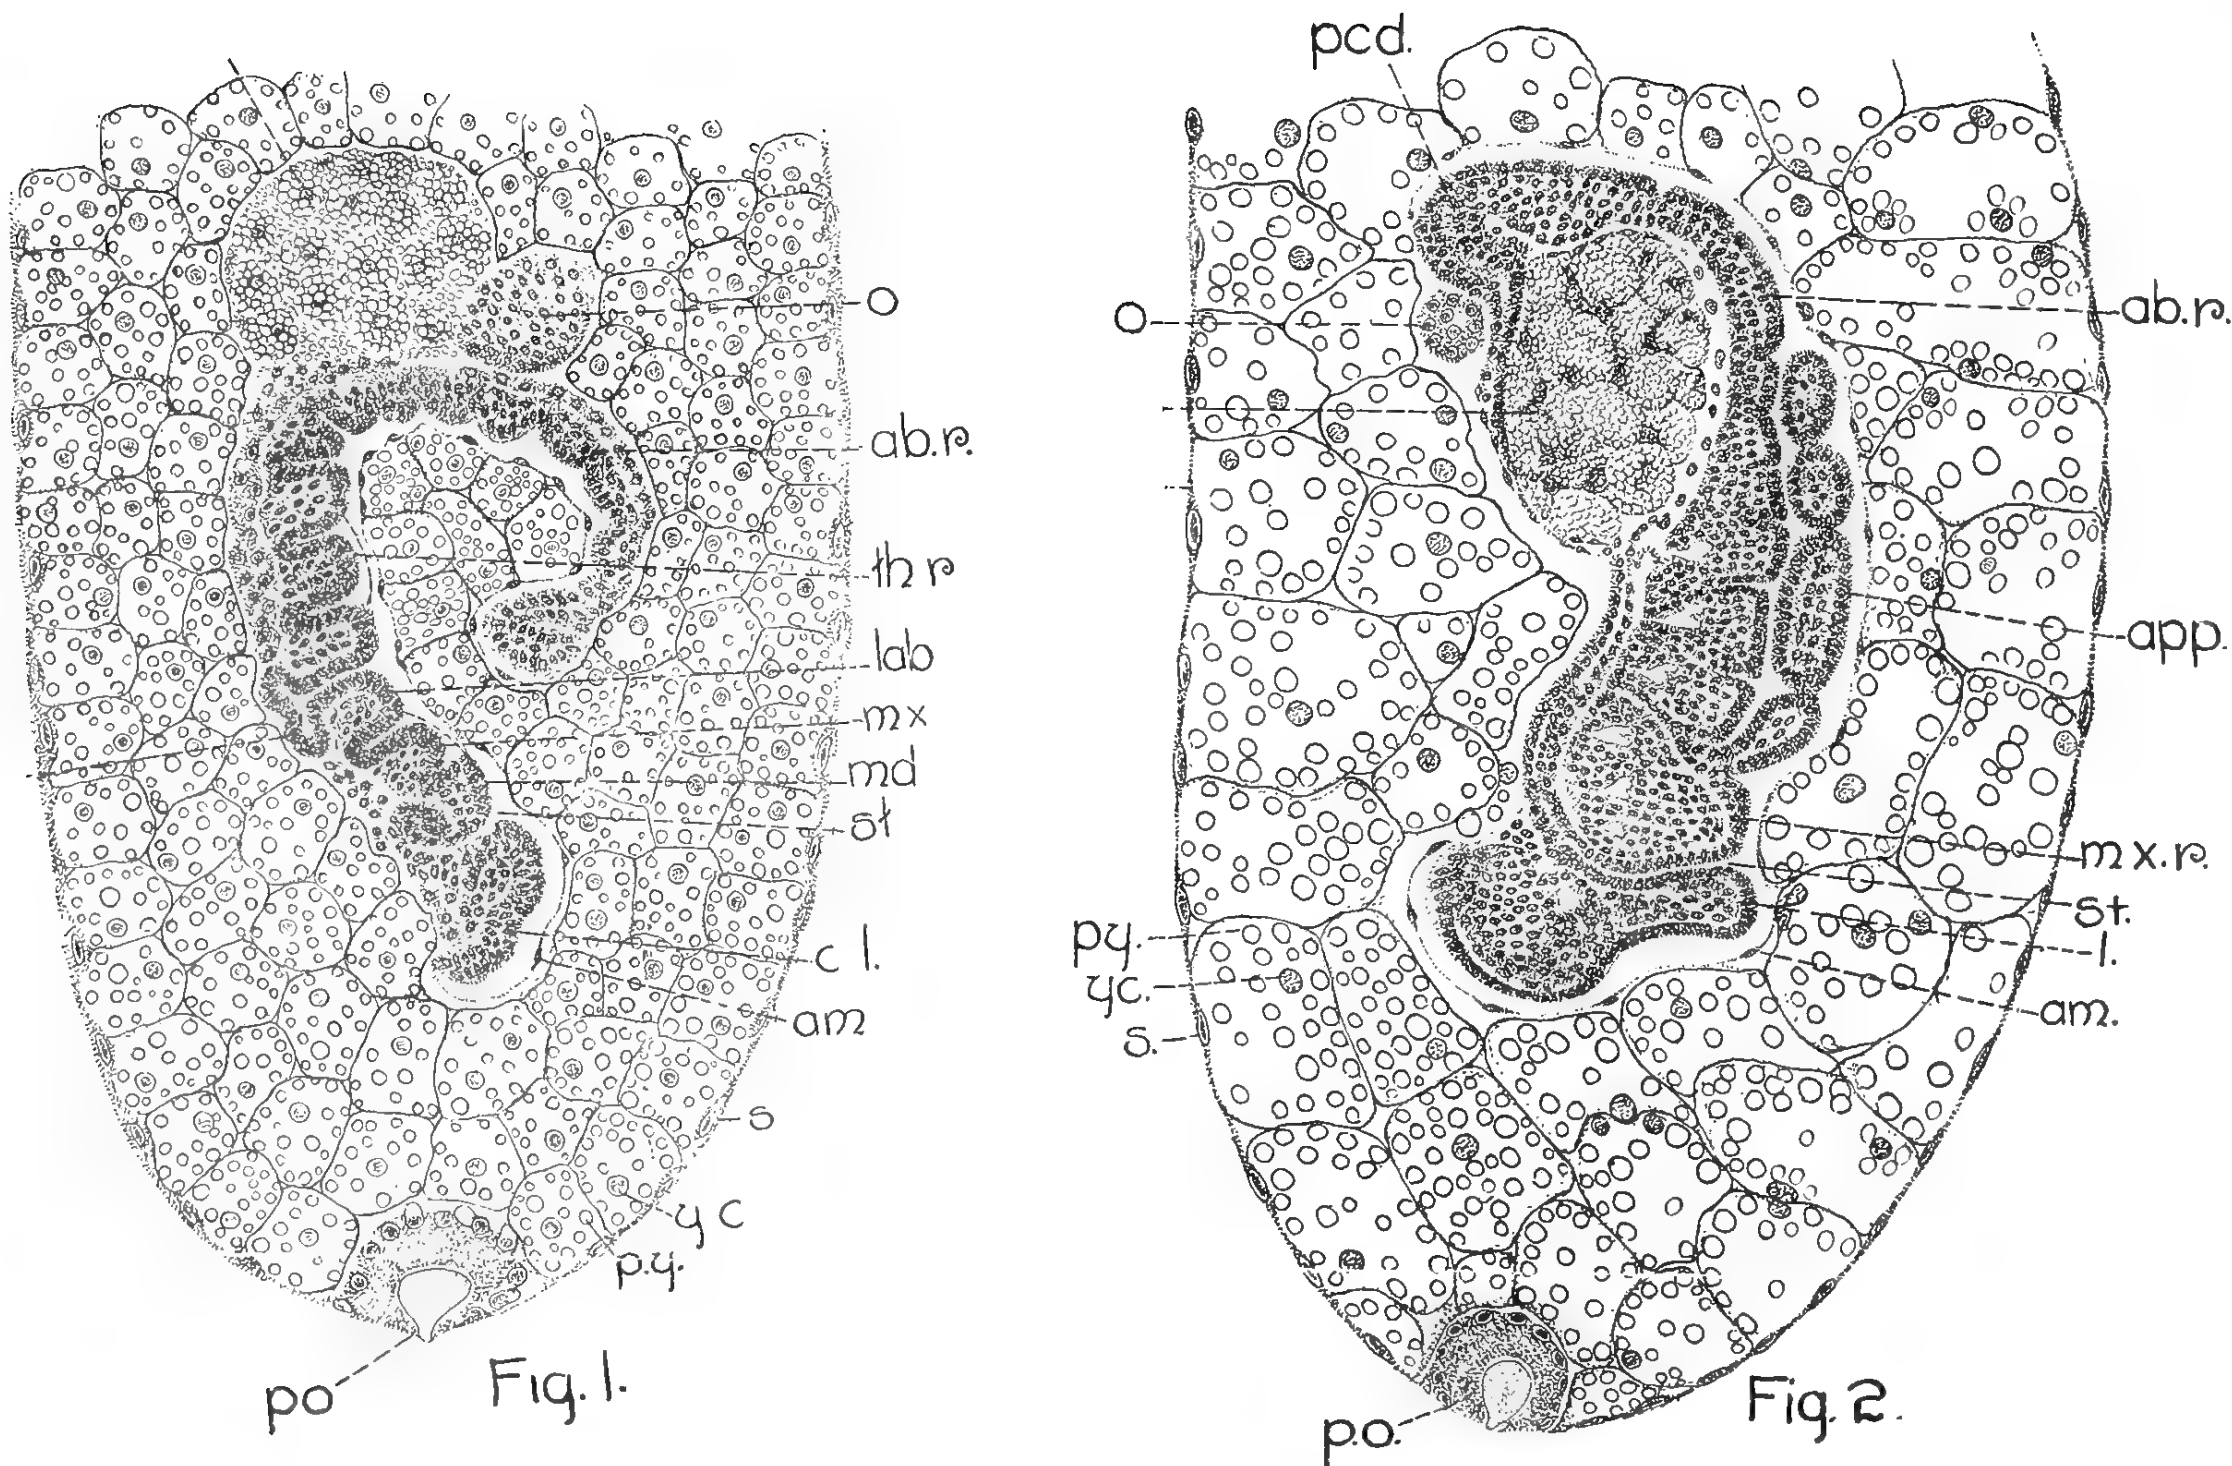 o
ab.r.
th r
lab
mx
md
st
c l.
am
s
y c
p.y.
po
Fig. 1.
pcd.
o
ab.r.
app.
mx.r.
st.
l.
am.
py.
yc.
s.
p.o.
Fig. 2.